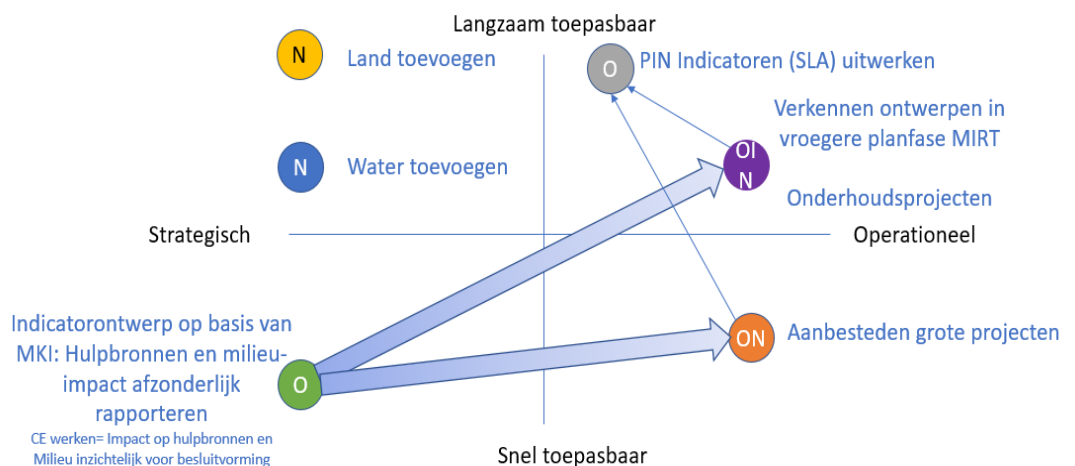 Langzaam toepasbaar
N
Land toevoegen
O
PIN Indicatoren (SLA) uitwerken
Verkennen ontwerpen in
vroegere planfase MIRT
N
Water toevoegen
OI
N
Onderhoudsprojecten
Strategisch
Operationeel
Indicatorontwerp op basis van
MKI: Hulpbronnen en milieu-
impact afzonderlijk
rapporteren
CE werken= Impact op hulpbronnen en
Milieu inzichtelijk voor besluitvorming
O
ON
Aanbesteden grote projecten
Snel toepasbaar